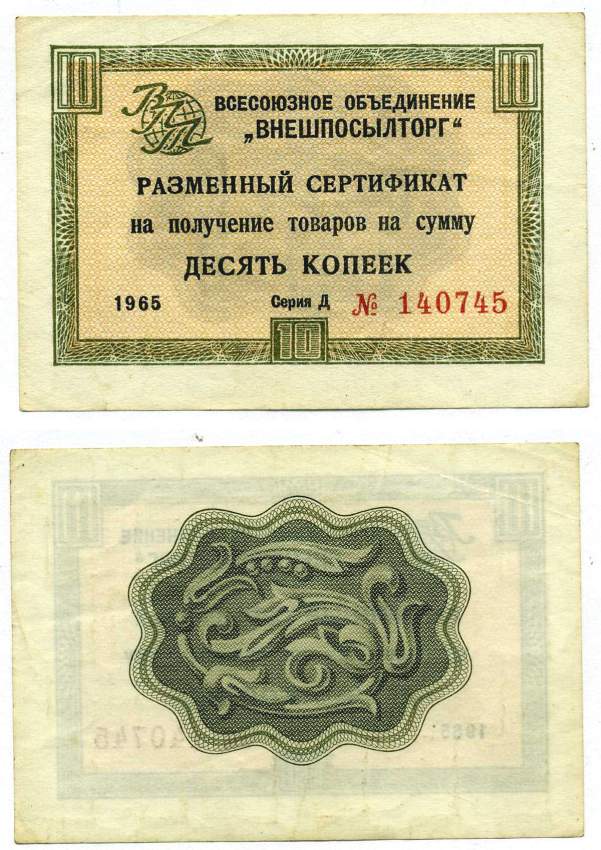 10 10
ВПТ
ВСЕСОЮЗНОЕ ОБЪЕДИНЕНИЕ
„ВНЕШПОСЫЛТОРГ“
РАЗМЕННЫЙ СЕРТИФИКАТ
на получение товаров на сумму
ДЕСЯТЬ КОПЕЕК
1965 Серия Д № 140745
10